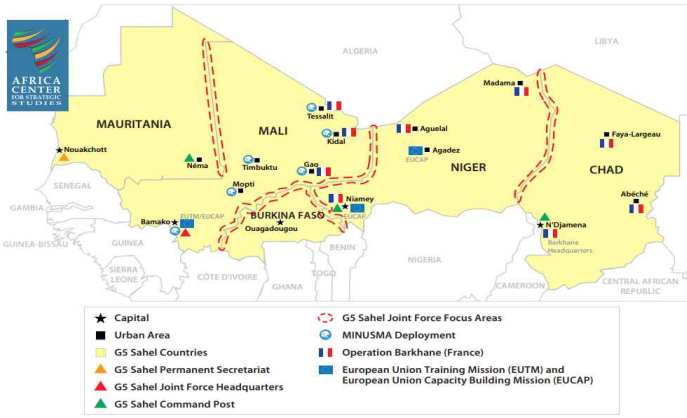 AFRICA
CENTER
FOR STRATEGIC
STUDIES
ALGERIA
LIBYA
Madama
Tessalit
MAURITANIA
MALI
Kidal
Aguelal
Faya-Largeau
Nouakchott
EUCAP
Agadez
NIGER
CHAD
Néma
Timbuktu
Gao
SENEGAL
Mopti
Niamey
Abéché
GAMBIA
Bamako
EUTM/EUCAP
BURKINA FASO
EUCAP
N'Djamena
Ouagadougou
Barkhane
Headquarters
GUINEA-BISSAU
GUINEA
BENIN
NIGERIA
SIERRA
LEONE
CÔTE D'IVOIRE
TOGO
GHANA
CAMEROON
CENTRAL AFRICAN
REPUBLIC
Capital
Urban Area
G5 Sahel Countries
G5 Sahel Permanent Secretariat
G5 Sahel Joint Force Headquarters
G5 Sahel Command Post
G5 Sahel Joint Force Focus Areas
MINUSMA Deployment
Operation Barkhane (France)
European Union Training Mission (EUTM) and
European Union Capacity Building Mission (EUCAP)